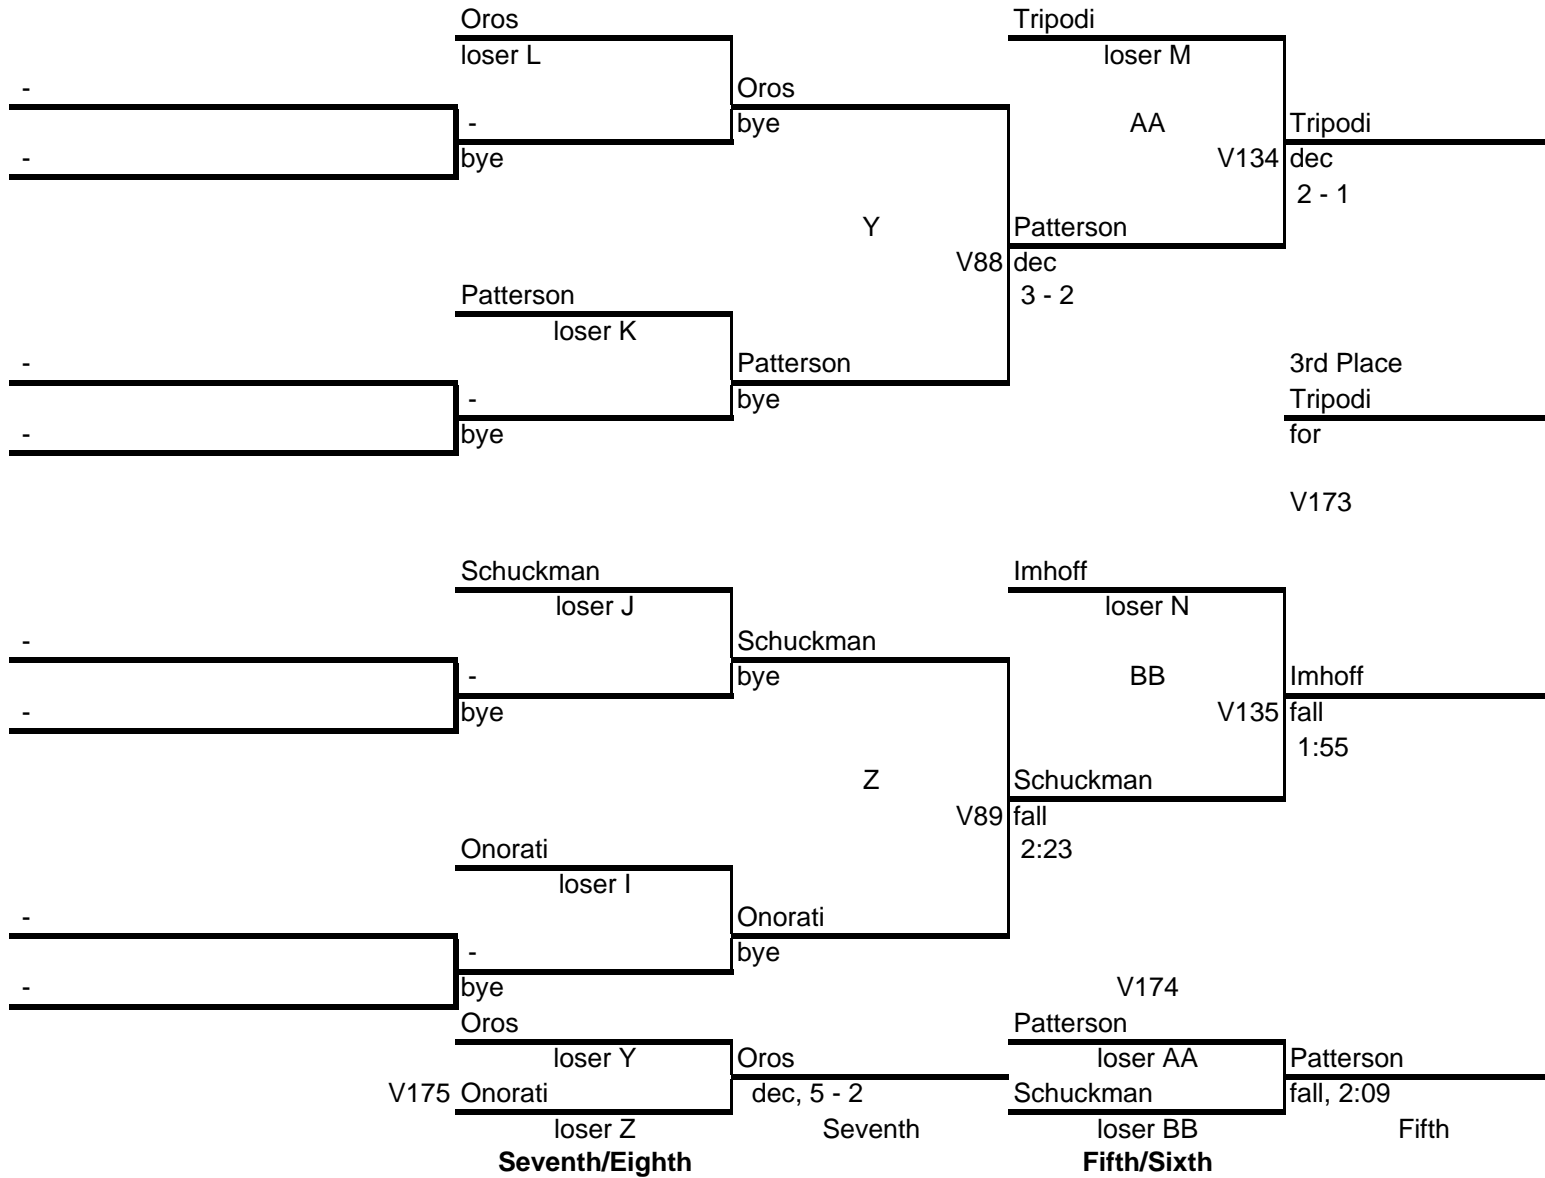 Oros Tripodi
loser L loser M
- Oros
- bye AA Tripodi
- bye V134 dec
2 - 1
Y Patterson
V88 dec
Patterson 3 - 2
loser K
- Patterson 3rd Place
- bye Tripodi
- bye for
V173
Schuckman Imhoff
loser J loser N
- Schuckman
- bye BB Imhoff
- bye V135 fall
1:55
Z Schuckman
V89 fall
Onorati 2:23
loser I
- Onorati
- bye
- bye V174
Oros Patterson
loser Y Oros loser AA Patterson
V175 Onorati dec, 5 - 2 Schuckman fall, 2:09
loser Z Seventh loser BB Fifth
Seventh/Eighth Fifth/Sixth